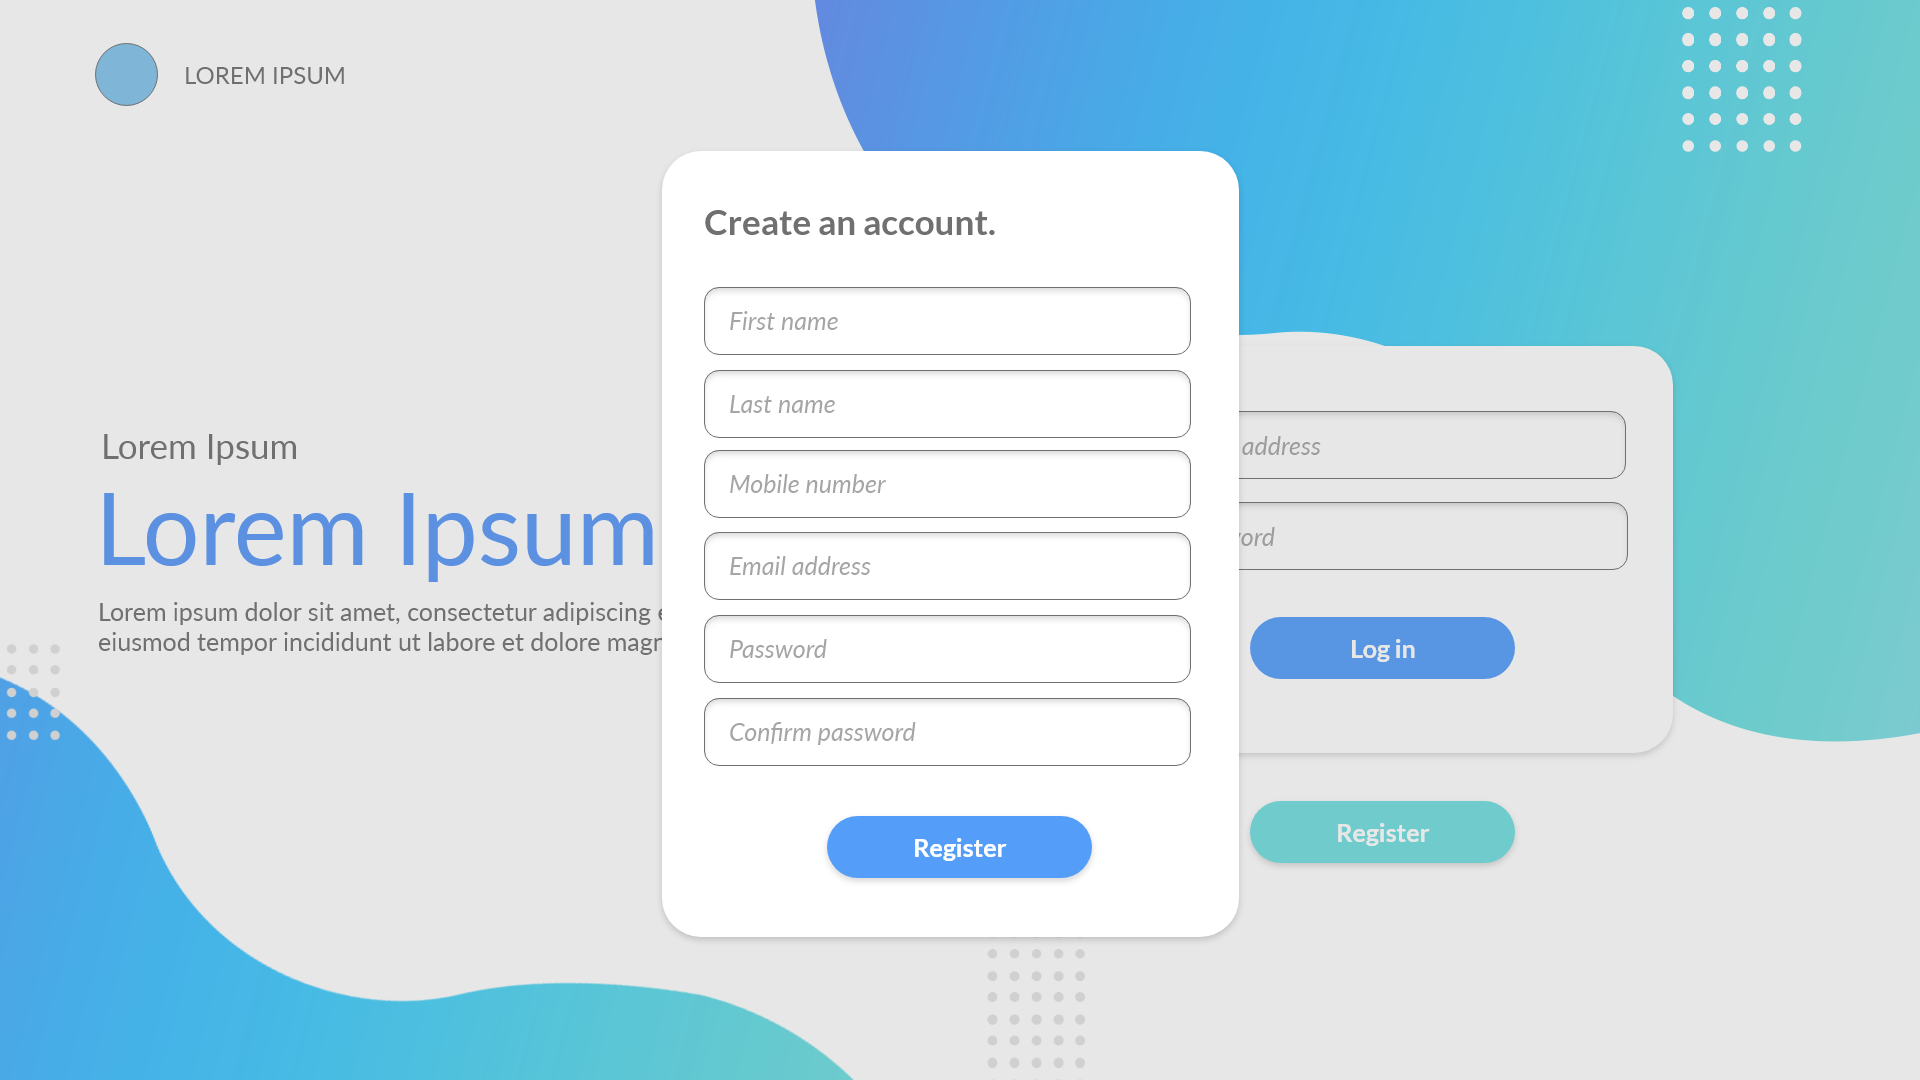 LOREM IPSUM
Lorem Ipsum
Lorem Ipsum
Lorem ipsum dolor sit amet, consectetur adipiscing
eiusmod tempor incididunt ut labore et dolore
Create an account.
First name
Last name
Mobile number
Email address
Password
Confirm password
Register
address
Log in
Register